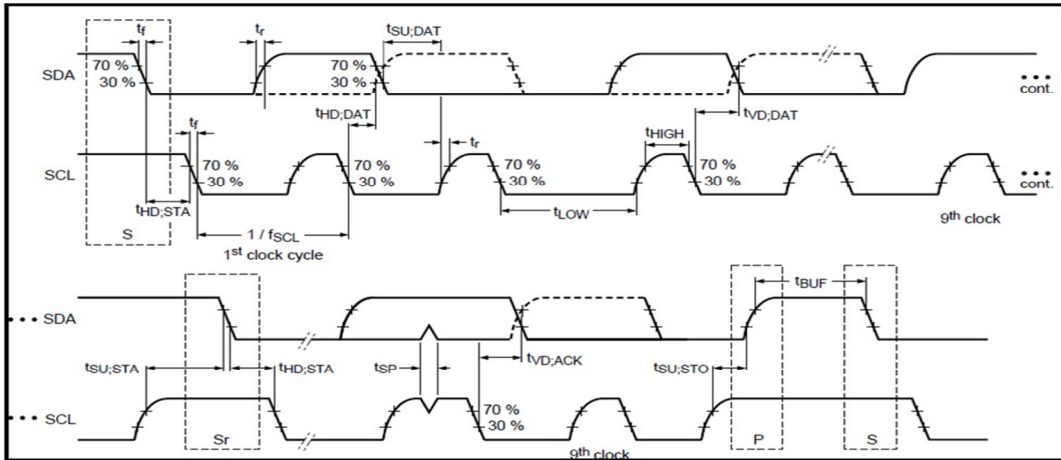 tf tr tSU;DAT
70 %
SDA
30 %
70 %
30 %
cont.
tHD;DAT
tVD;DAT
tf
tr
tHIGH
SCL
70 %
30 %
70 %
30 %
70 %
30 %
70 %
30 %
cont.
tHD;STA
tLOW
S
1 / fSCL
1st clock cycle
9th clock
tBUF
SDA
tSU;STA
tHD;STA
tSP
tVD;ACK
tSU;STO
SCL
70 %
30 %
Sr
9th clock
P
S